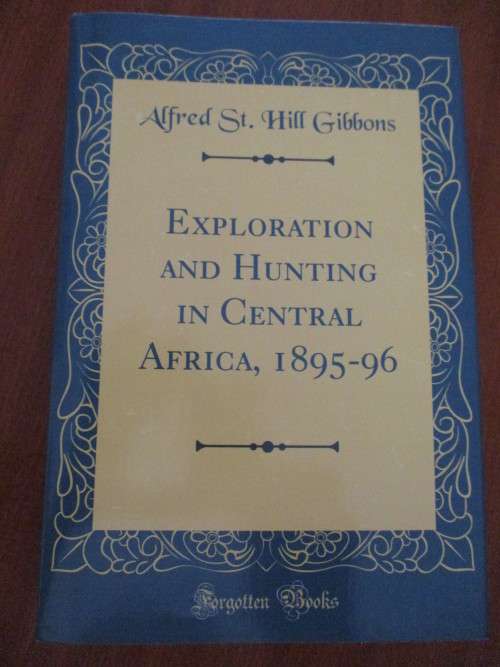 Alfred St. Hill Gibbons
Exploration
and Hunting
in Central
Africa, 1895-96
Forgotten Books